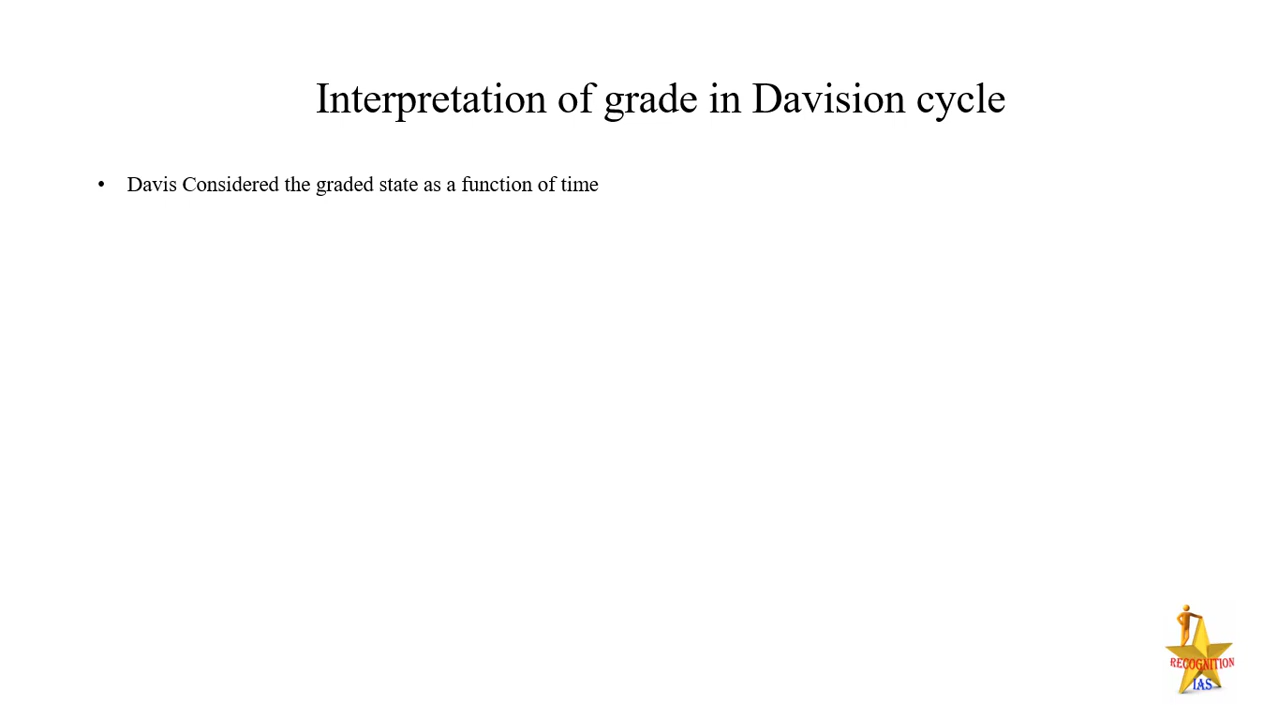 Interpretation of grade in Davision cycle
• Davis Considered the graded state as a function of time
RECOGNITION
IAS